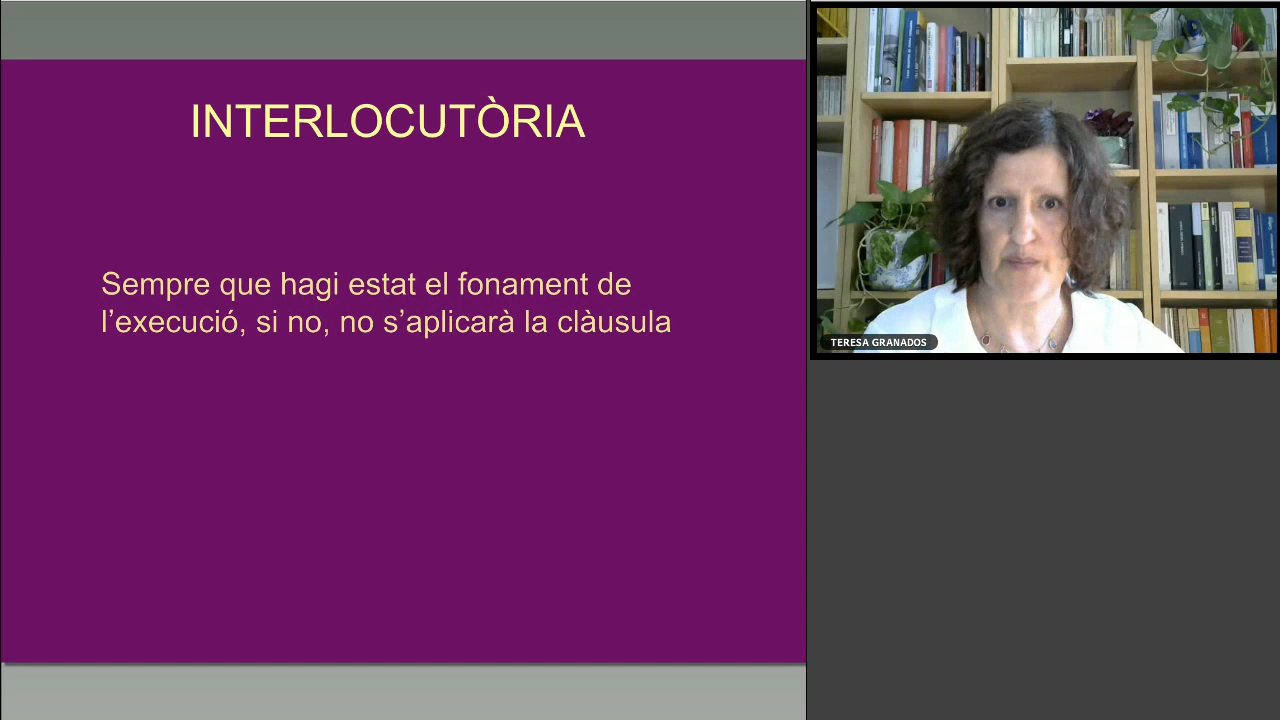 INTERLOCUTÒRIA
Sempre que hagi estat el fonament de
l’execució, si no, no s’aplicarà la clàusula
TERESA GRANADOS